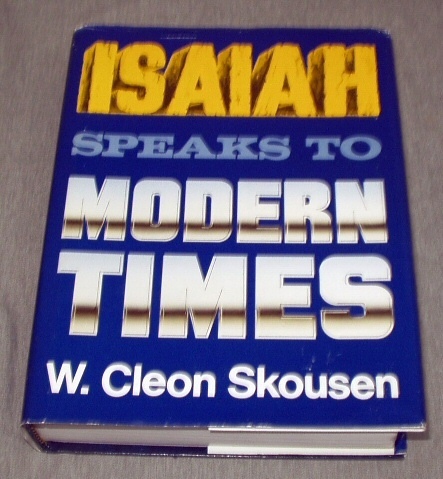 ISAIAH
SPEAKS TO
MODERN
TIMES
W. Cleon Skousen